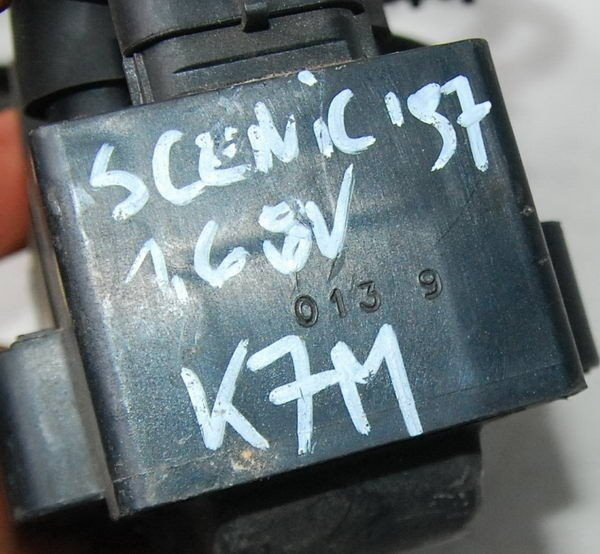 SCENiC '97
1,6 8V
013 9
K7M